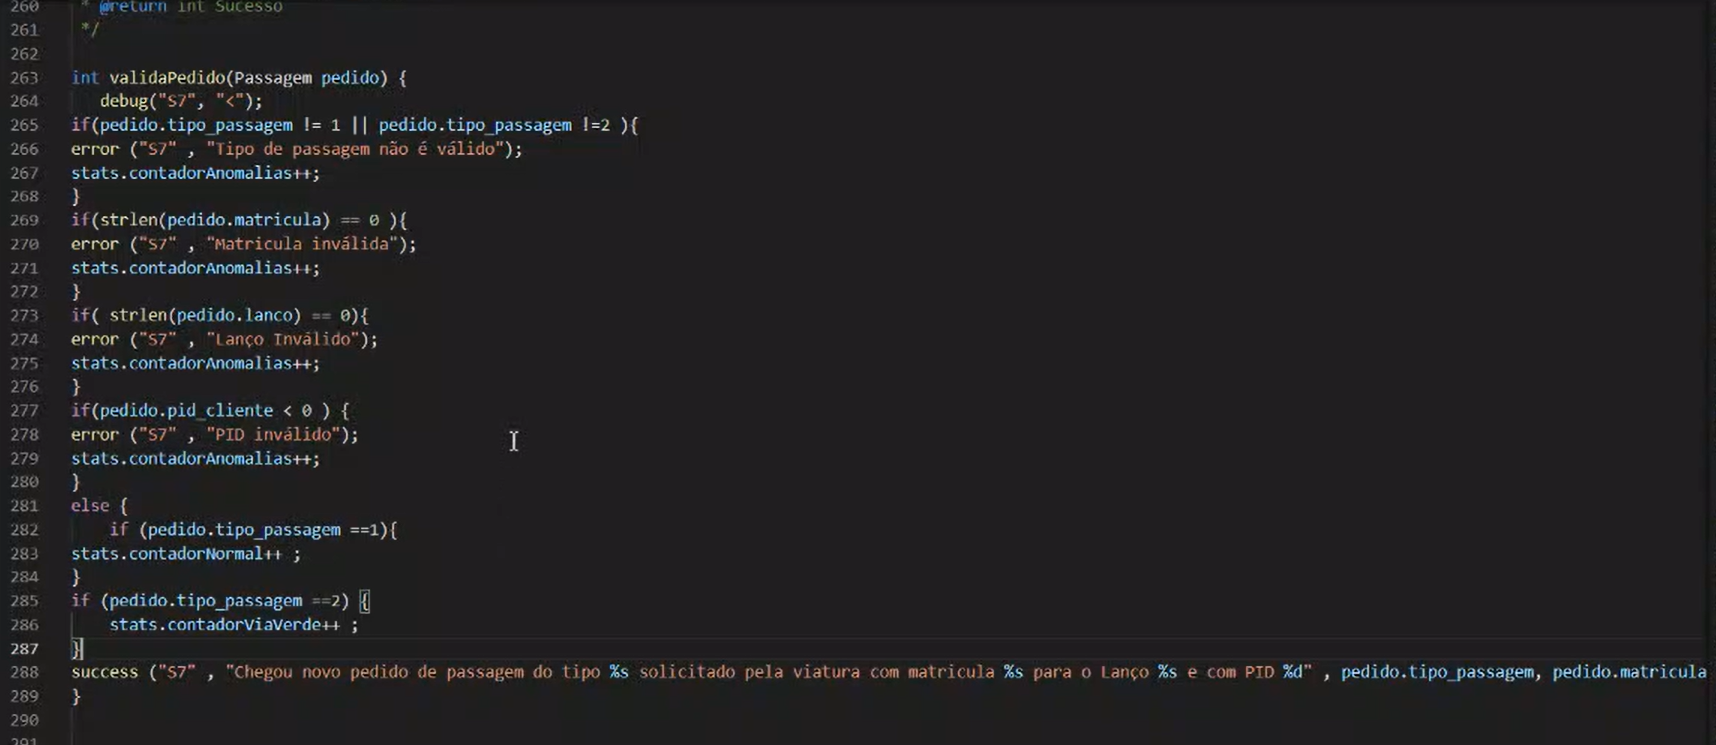 260 * @return int Sucesso
261 */
262
263 int validaPedido(Passagem pedido) {
264 debug("S7", "<");
265 if(pedido.tipo_passagem != 1 || pedido.tipo_passagem !=2 ){
266 error ("S7" , "Tipo de passagem não é válido");
267 stats.contadorAnomalias++;
268 }
269 if(strlen(pedido.matricula) == 0 ){
270 error ("S7" , "Matricula inválida");
271 stats.contadorAnomalias++;
272 }
273 if( strlen(pedido.lanco) == 0){
274 error ("S7" , "Lanço Inválido");
275 stats.contadorAnomalias++;
276 }
277 if(pedido.pid_cliente < 0 ) {
278 error ("S7" , "PID inválido");
279 stats.contadorAnomalias++;
280 }
281 else {
282 if (pedido.tipo_passagem ==1){
283 stats.contadorNormal++ ;
284 }
285 if (pedido.tipo_passagem ==2) {
286 stats.contadorViaVerde++ ;
287 }
288 success ("S7" , "Chegou novo pedido de passagem do tipo %s solicitado pela viatura com matricula %s para o Lanço %s e com PID %d" , pedido.tipo_passagem, pedido.matricula
289 }
290
291